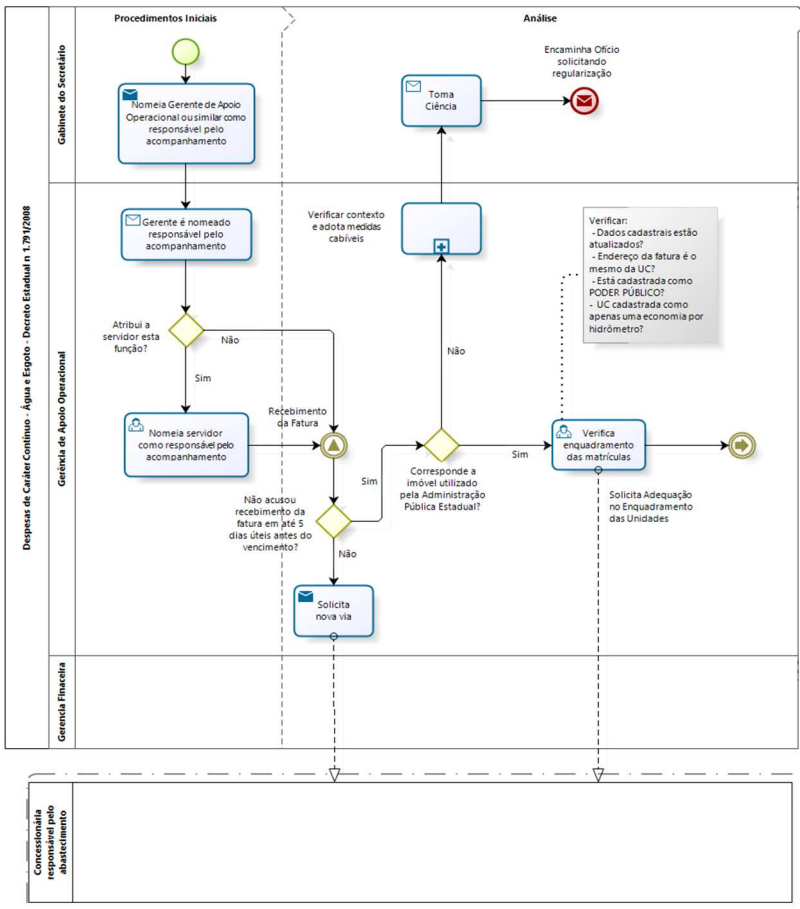 Procedimentos Iniciais
Análise
Despesas de Caráter Contínuo - Água e Esgoto - Decreto Estadual n 1.791/2008
Gabinete do Secretário
Nomeia Gerente de Apoio
Operacional ou similar como
responsável pelo
acompanhamento
Toma
Ciência
Encaminha Ofício
solicitando
regularização
Gerência de Apoio Operacional
Gerente é nomeado
responsável pelo
acompanhamento
Verificar contexto
e adota medidas
cabíveis
Verificar:
- Dados cadastrais estão
atualizados?
- Endereço da fatura é o
mesmo da UC?
- Está cadastrada como
PODER PÚBLICO?
- UC cadastrada como
apenas uma economia por
hidrômetro?
Atribui a
servidor esta
função?
Não
Sim
Não
Nomeia servidor
como responsável pelo
acompanhamento
Recebimento
da Fatura
Sim
Corresponde a
imóvel utilizado
pela Administração
Pública Estadual?
Sim
Verifica
enquadramento
das matrículas
Não acusou
recebimento da
fatura em até 5
dias úteis antes do
vencimento?
Não
Solicita Adequação
no Enquadramento
das Unidades
Solicita
nova via
Gerencia Finaceira
Concessionária
responsável pelo
abastecimento